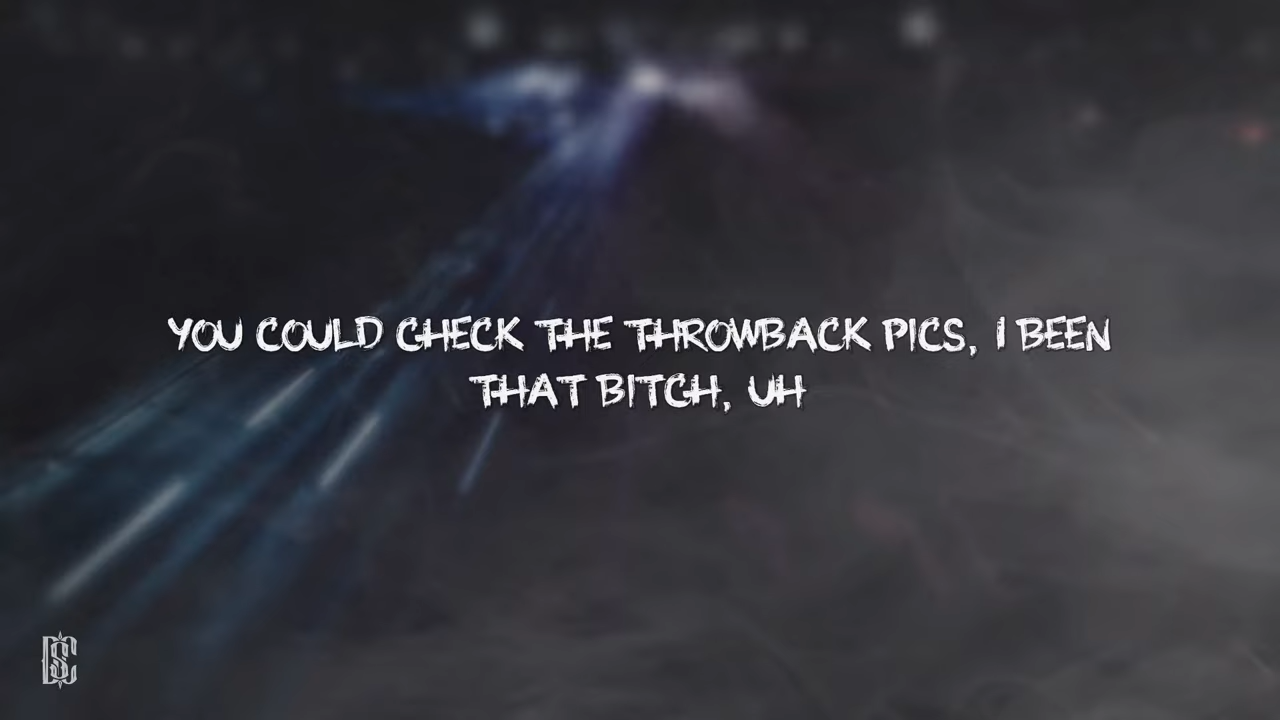 YOU COULD CHECK THE THROWBACK PICS, I BEEN
THAT BITCH, UH